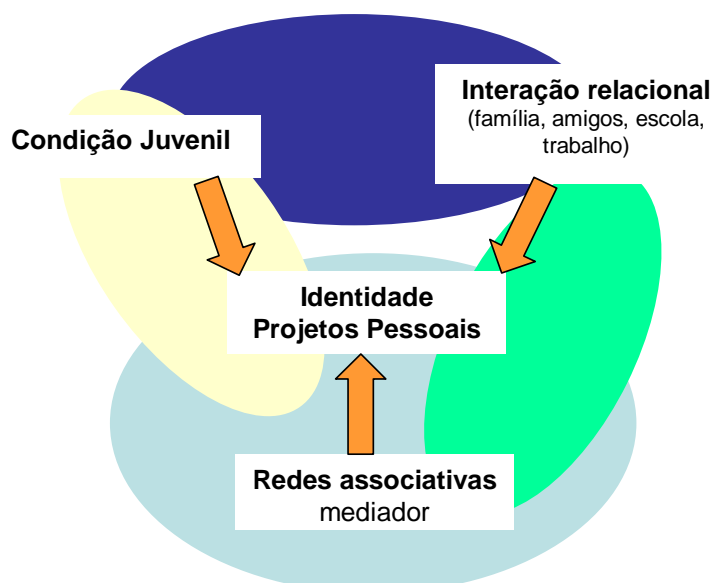 Interação relacional
(família, amigos, escola,
trabalho)
Condição Juvenil
Identidade
Projetos Pessoais
Redes associativas
mediador